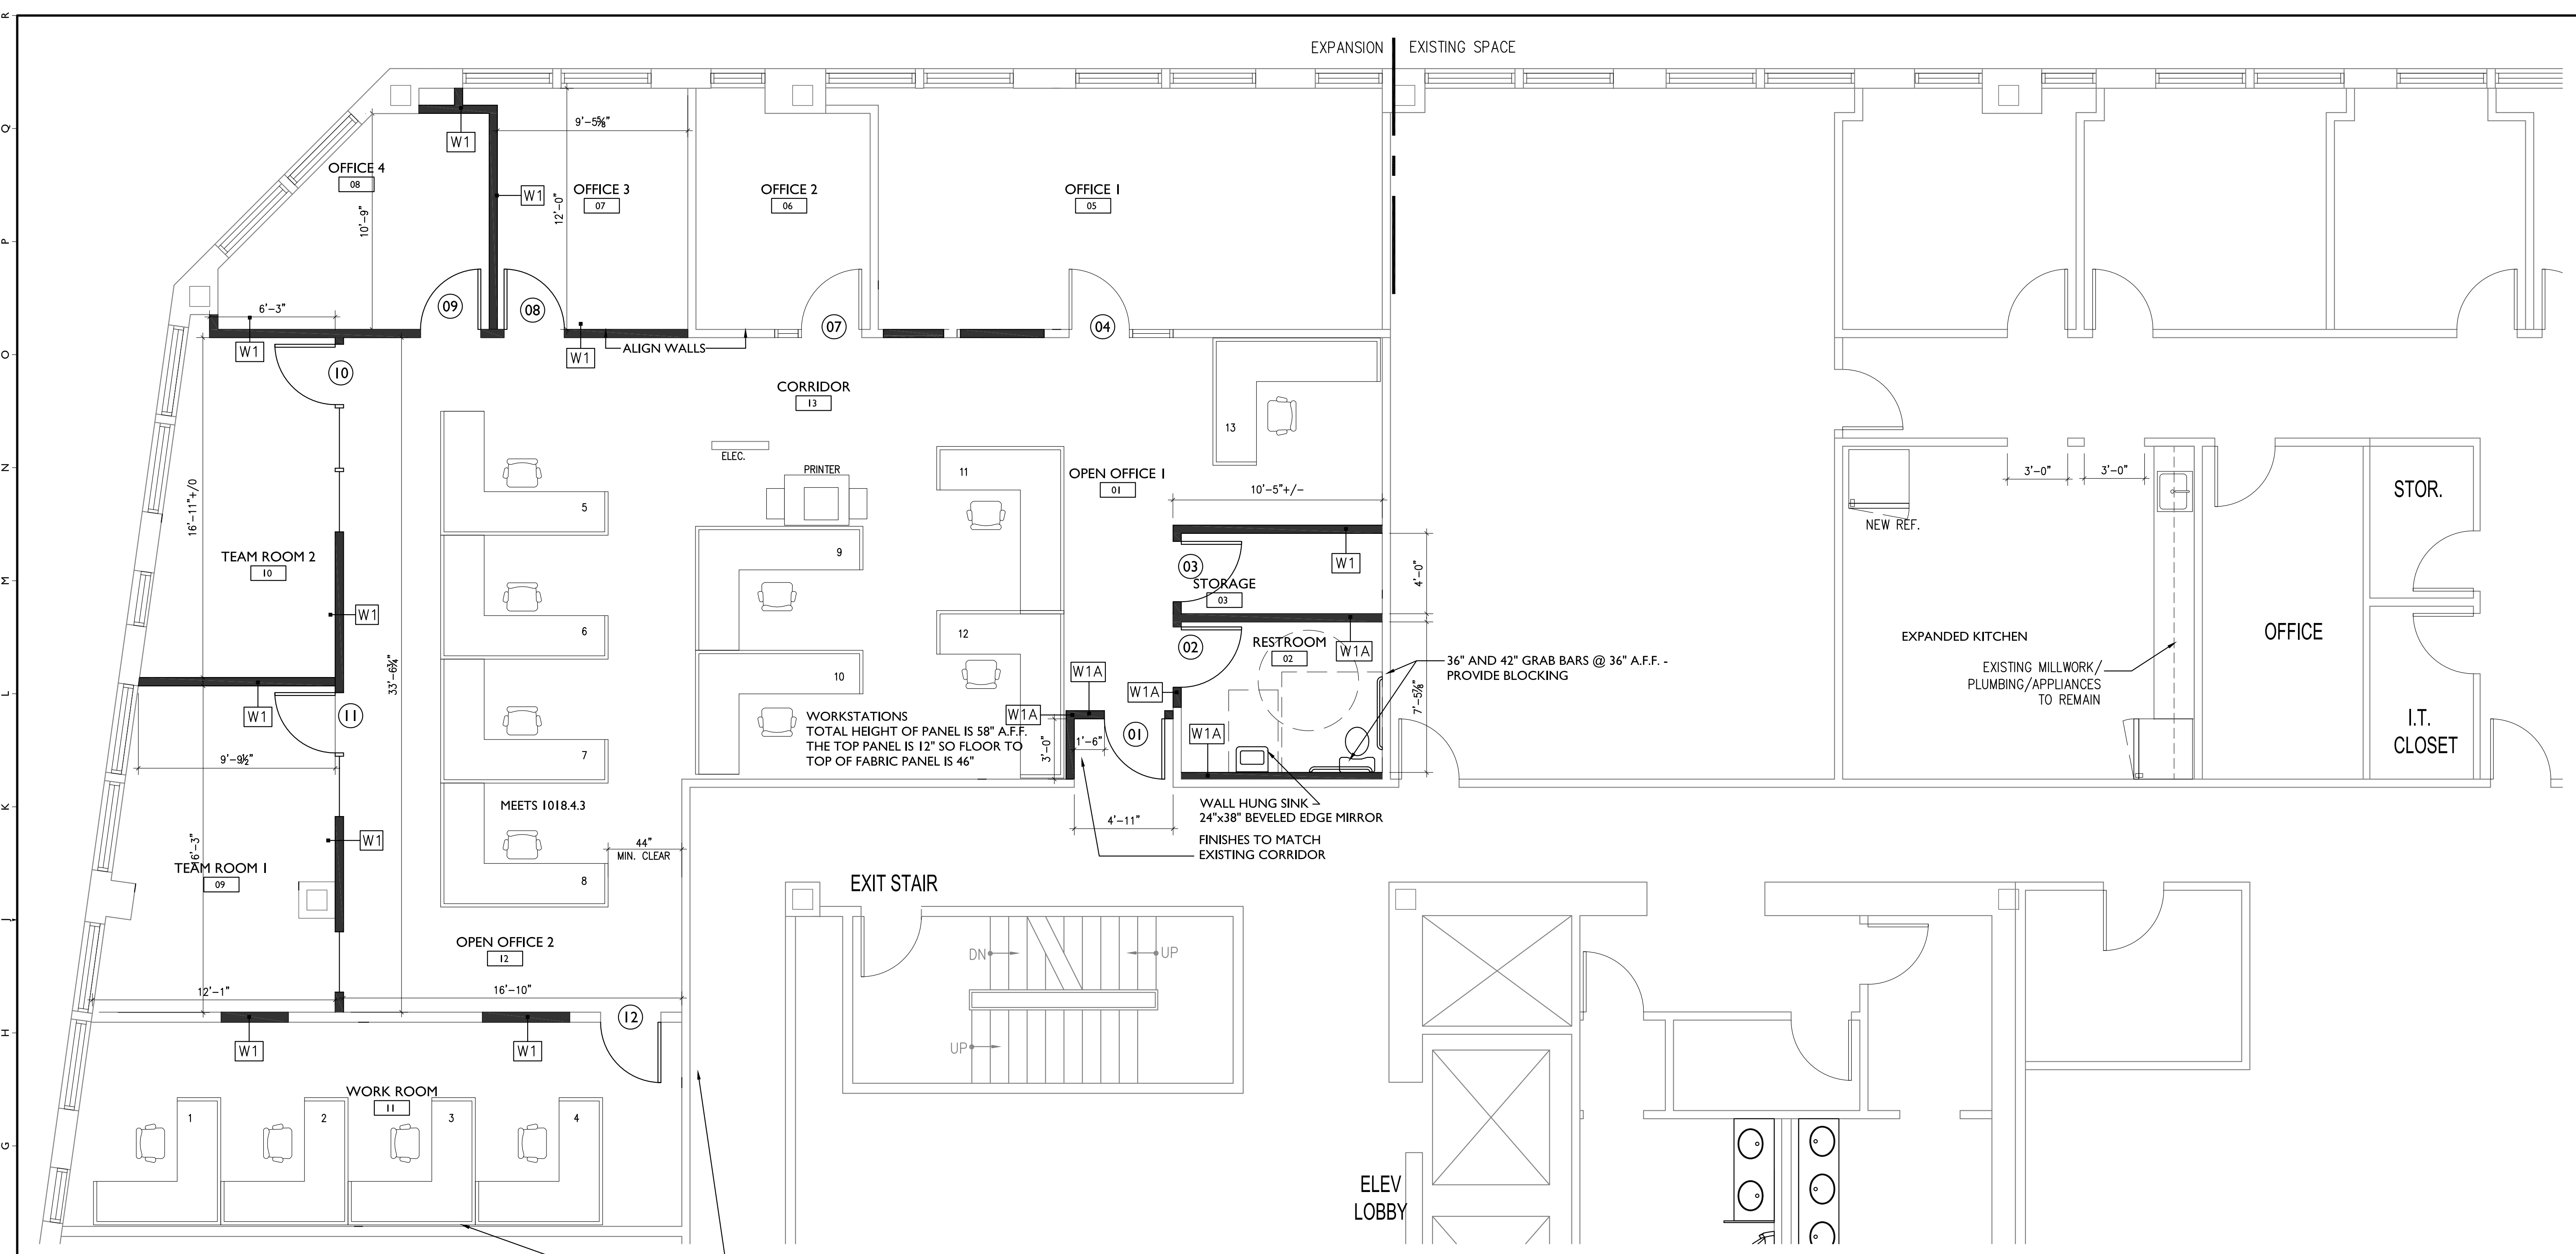 EXPANSION
EXISTING SPACE
R
Q
P
O
N
M
L
K
J
H
G
W1
9'-5⅝"
OFFICE 4
08
10'-9"
W1
OFFICE 3
07
12'-0"
OFFICE 2
06
OFFICE 1
05
6'-3"
09
08
07
04
W1
W1
ALIGN WALLS
10
CORRIDOR
13
13
ELEC.
PRINTER
11
OPEN OFFICE 1
01
10'-5"+/-
3'-0"
3'-0"
STOR.
NEW REF.
16'-11"+/0
5
9
TEAM ROOM 2
10
03
STORAGE
03
W1
4'-0"
W1
6
12
02
RESTROOM
02
W1A
EXPANDED KITCHEN
OFFICE
33'-6¾"
10
W1A
W1A
36" AND 42" GRAB BARS @ 36" A.F.F. -
PROVIDE BLOCKING
7'-5⅞"
EXISTING MILLWORK/
PLUMBING/APPLIANCES
TO REMAIN
W1
11
WORKSTATIONS
TOTAL HEIGHT OF PANEL IS 58" A.F.F.
THE TOP PANEL IS 12" SO FLOOR TO
TOP OF FABRIC PANEL IS 46"
W1A
1'-6"
3'-0"
01
W1A
I.T.
CLOSET
9'-9½"
7
MEETS 1018.4.3
WALL HUNG SINK -
24"x38" BEVELED EDGE MIRROR
4'-11"
FINISHES TO MATCH
EXISTING CORRIDOR
W1
16'-3"
44"
MIN. CLEAR
TEAM ROOM 1
09
8
EXIT STAIR
OPEN OFFICE 2
12
DN
UP
12'-1"
16'-10"
12
W1
W1
UP
WORK ROOM
11
1
2
3
4
ELEV
LOBBY